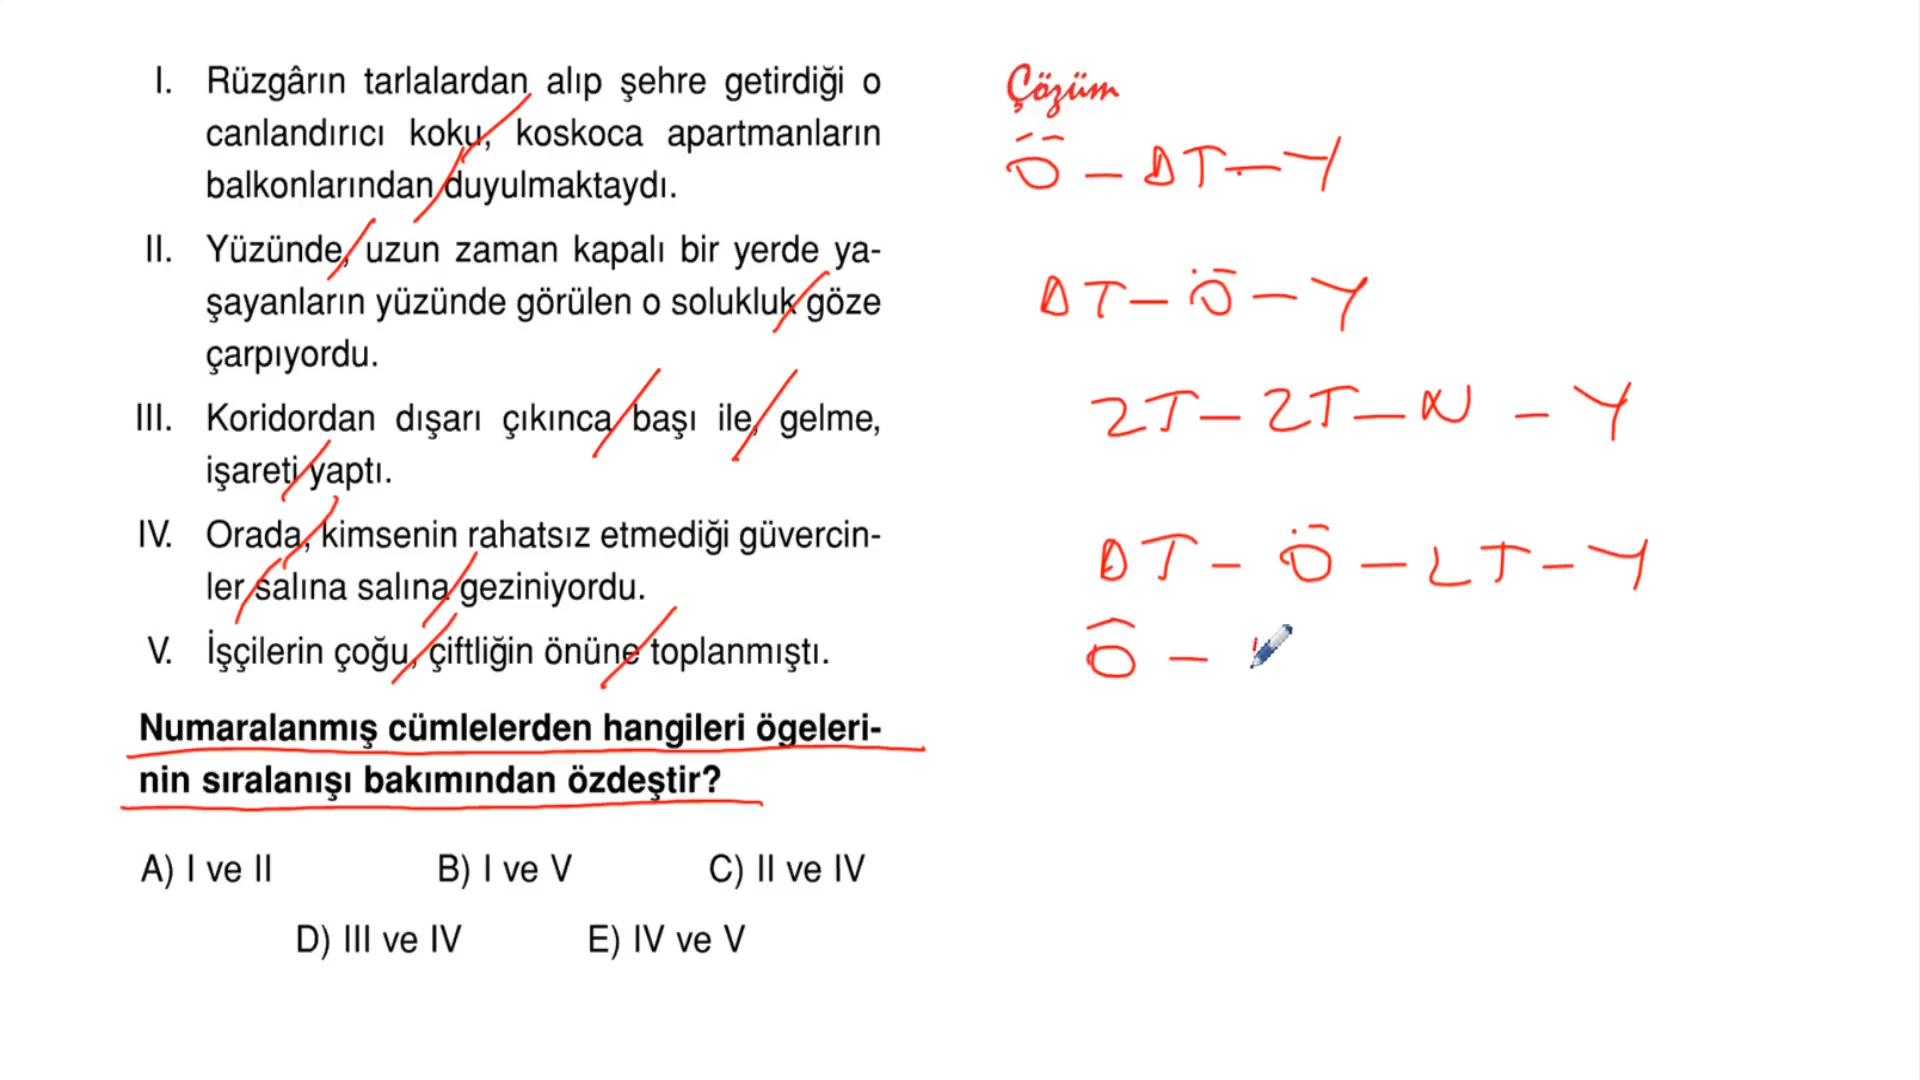 I. Rüzgârın tarlalardan alıp şehre getirdiği o
canlandırıcı koku, koskoca apartmanların
balkonlarından duyulmaktaydı.
II. Yüzünde, uzun zaman kapalı bir yerde ya-
şayanların yüzünde görülen o solukluk göze
çarpıyordu.
III. Koridordan dışarı çıkınca başı ile, gelme,
işareti yaptı.
IV. Orada, kimsenin rahatsız etmediği güvercin-
ler salına salına geziniyordu.
V. İşçilerin çoğu, çiftliğin önüne toplanmıştı.
Numaralanmış cümlelerden hangileri ögeleri-
nin sıralanışı bakımından özdeştir?
A) I ve II B) I ve V C) II ve IV
D) III ve IV E) IV ve V
Çözüm
Ö - DT - Y
DT - Ö - Y
ZT - ZT - N - Y
DT - Ö - ZT - Y
Ö -